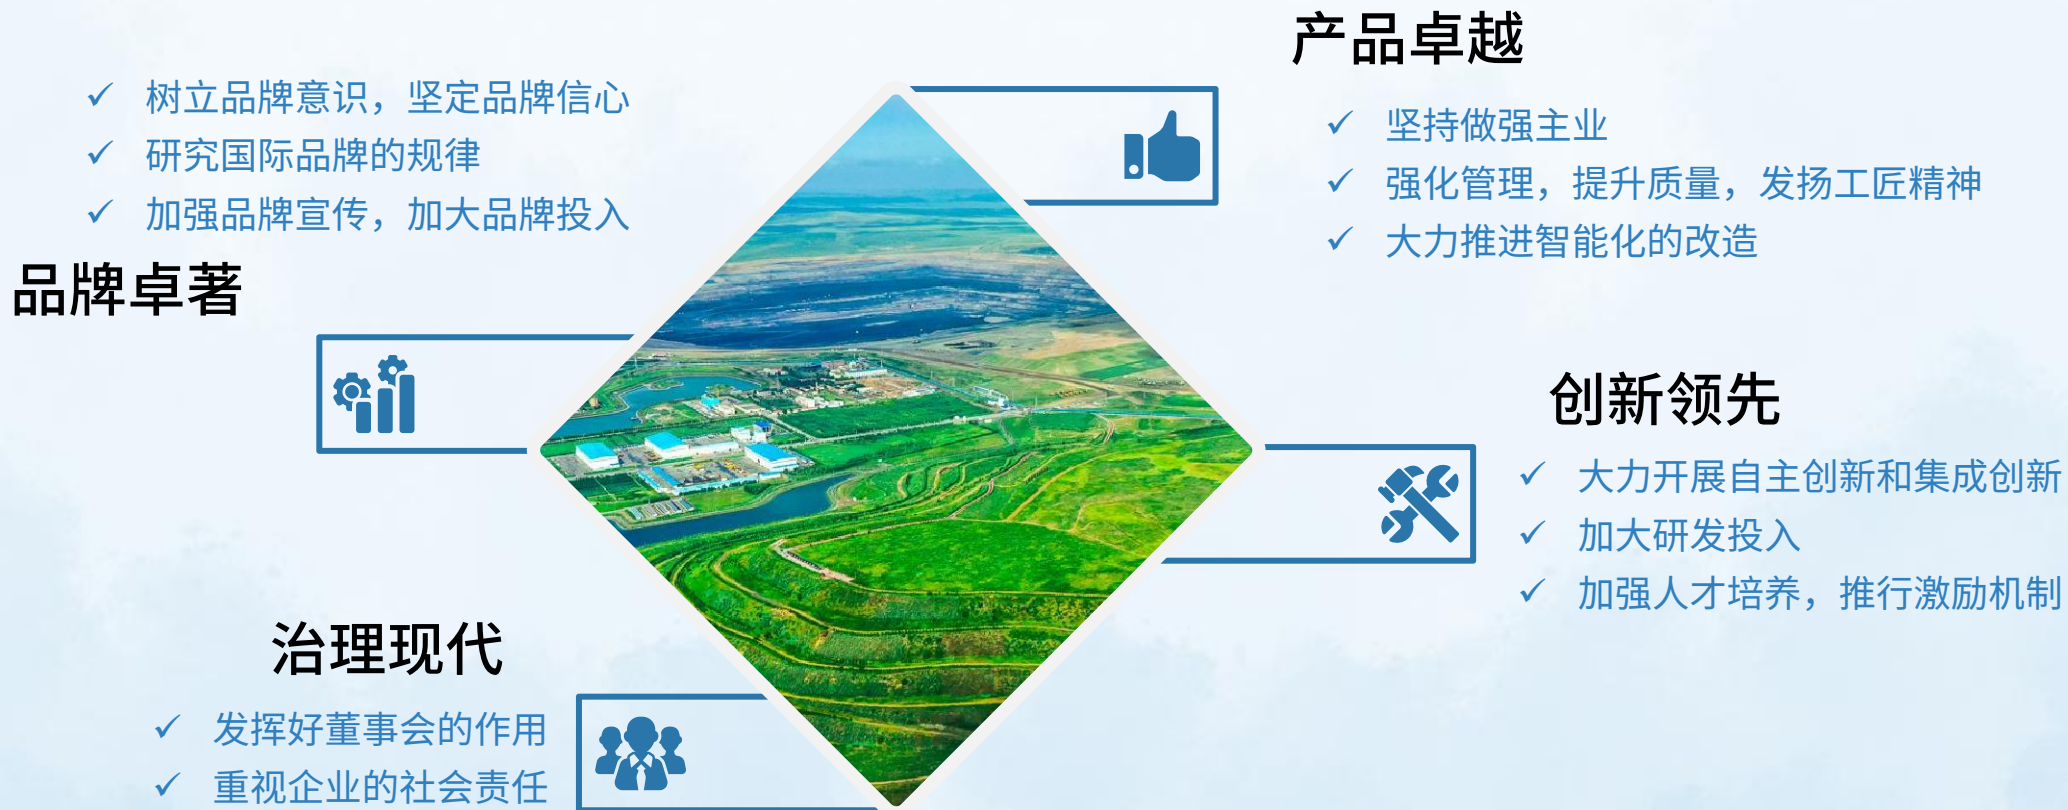 产品卓越
坚持做强主业
强化管理，提升质量，发扬工匠精神
大力推进智能化的改造
树立品牌意识，坚定品牌信心
研究国际品牌的规律
加强品牌宣传，加大品牌投入
品牌卓著
创新领先
大力开展自主创新和集成创新
加大研发投入
加强人才培养，推行激励机制
治理现代
发挥好董事会的作用
重视企业的社会责任